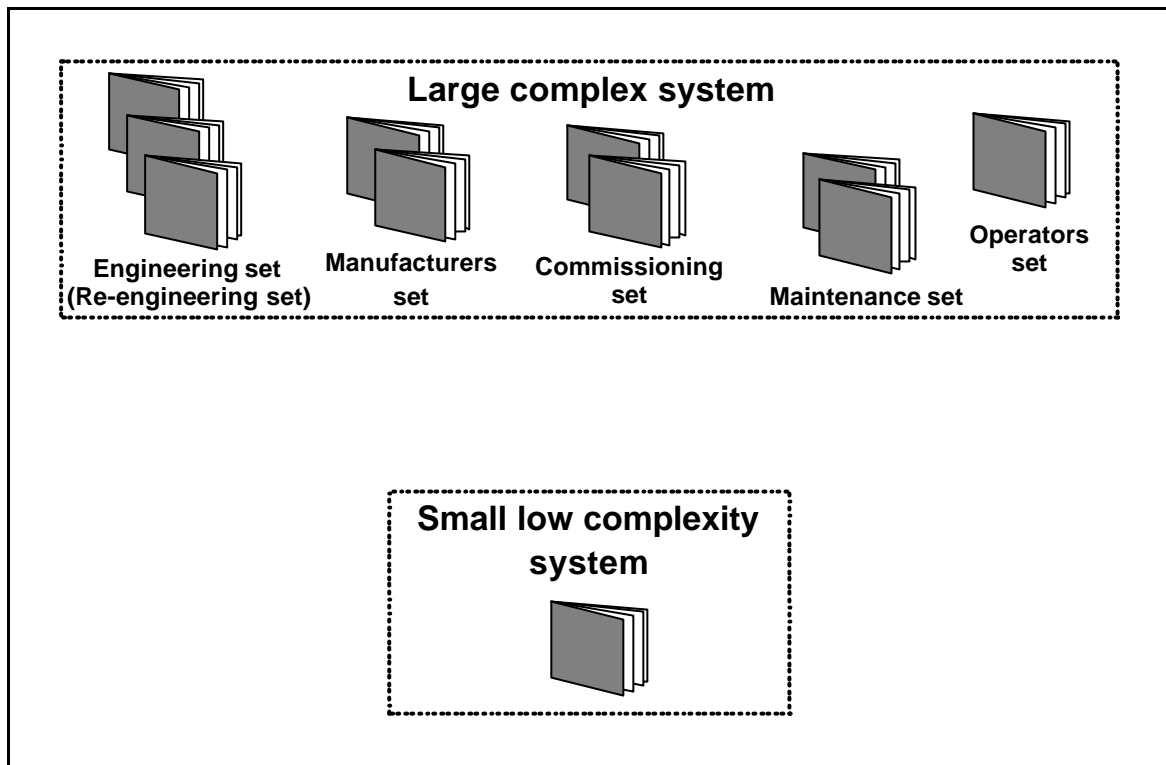 Large complex system
Engineering set
(Re-engineering set)
Manufacturers
set
Commissioning
set
Maintenance set
Operators
set
Small low complexity
system